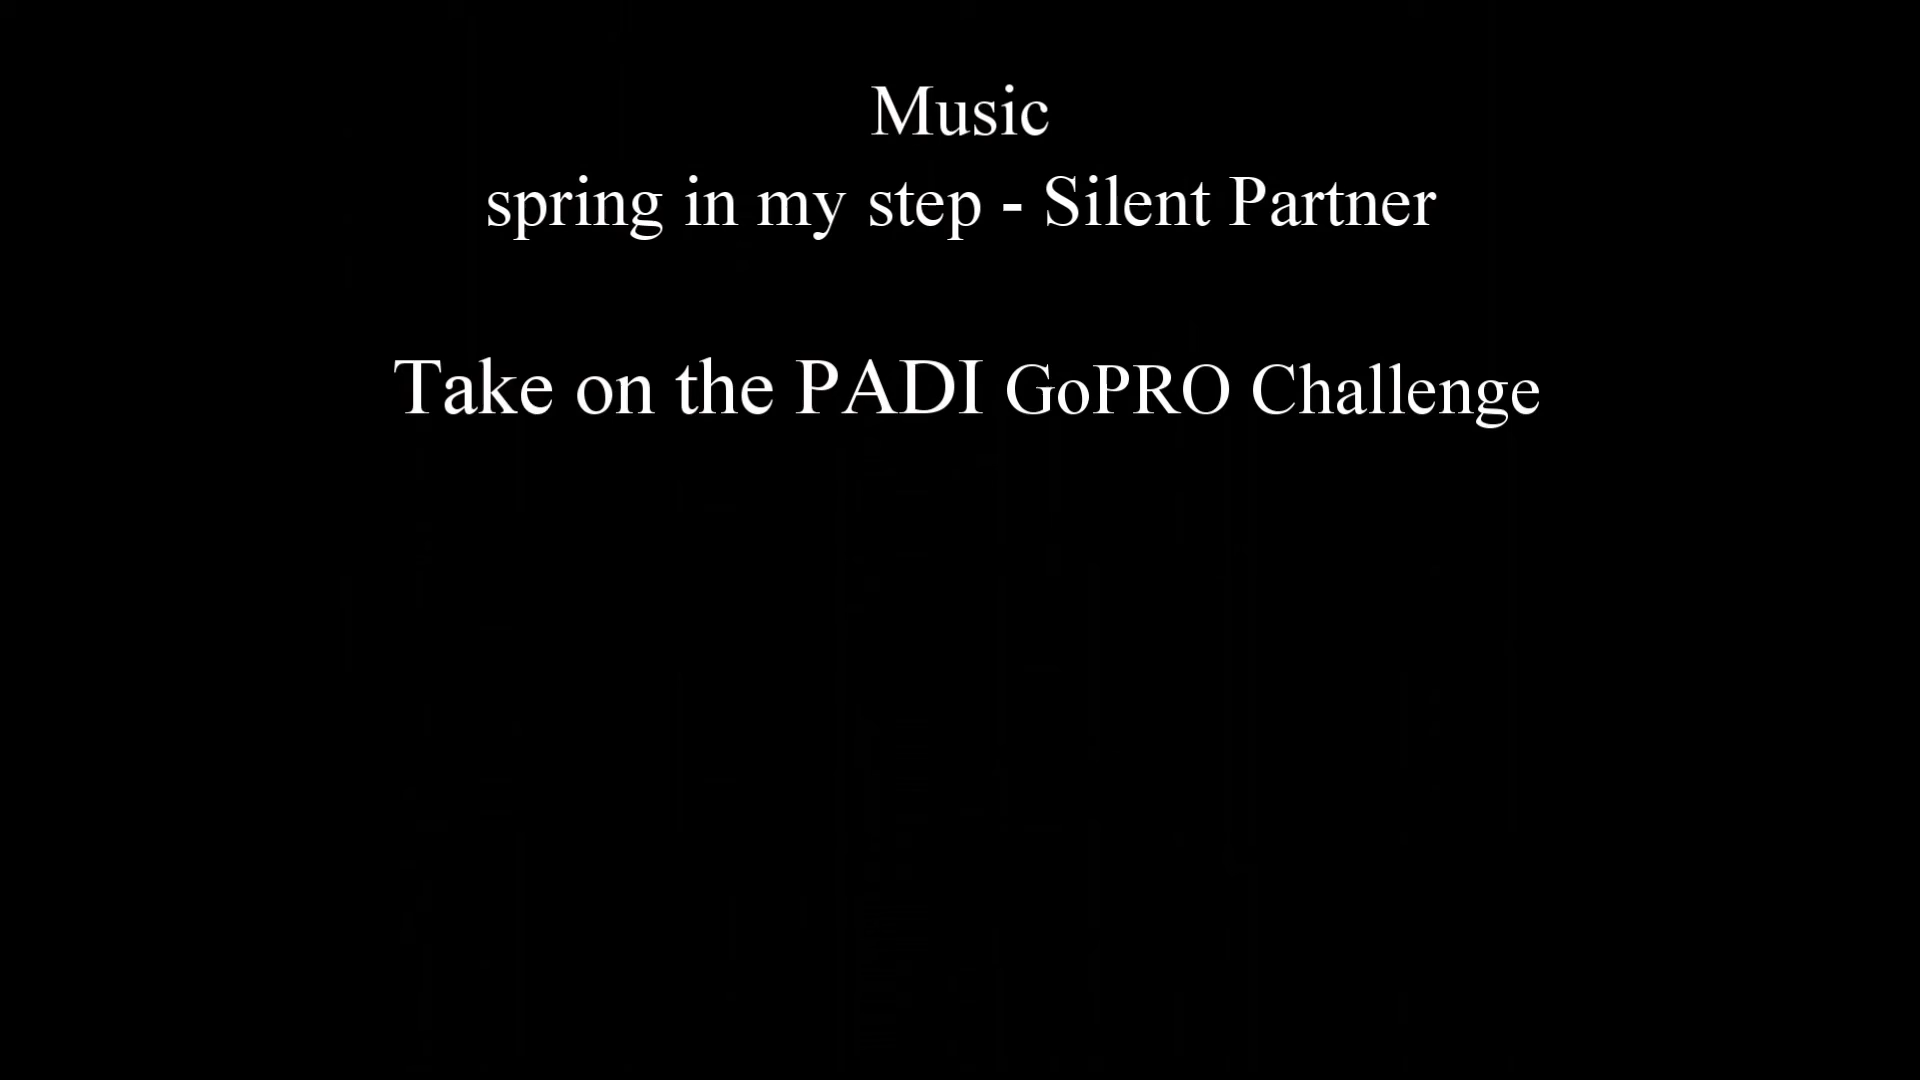 Music
spring in my step - Silent Partner
Take on the PADI GoPRO Challenge